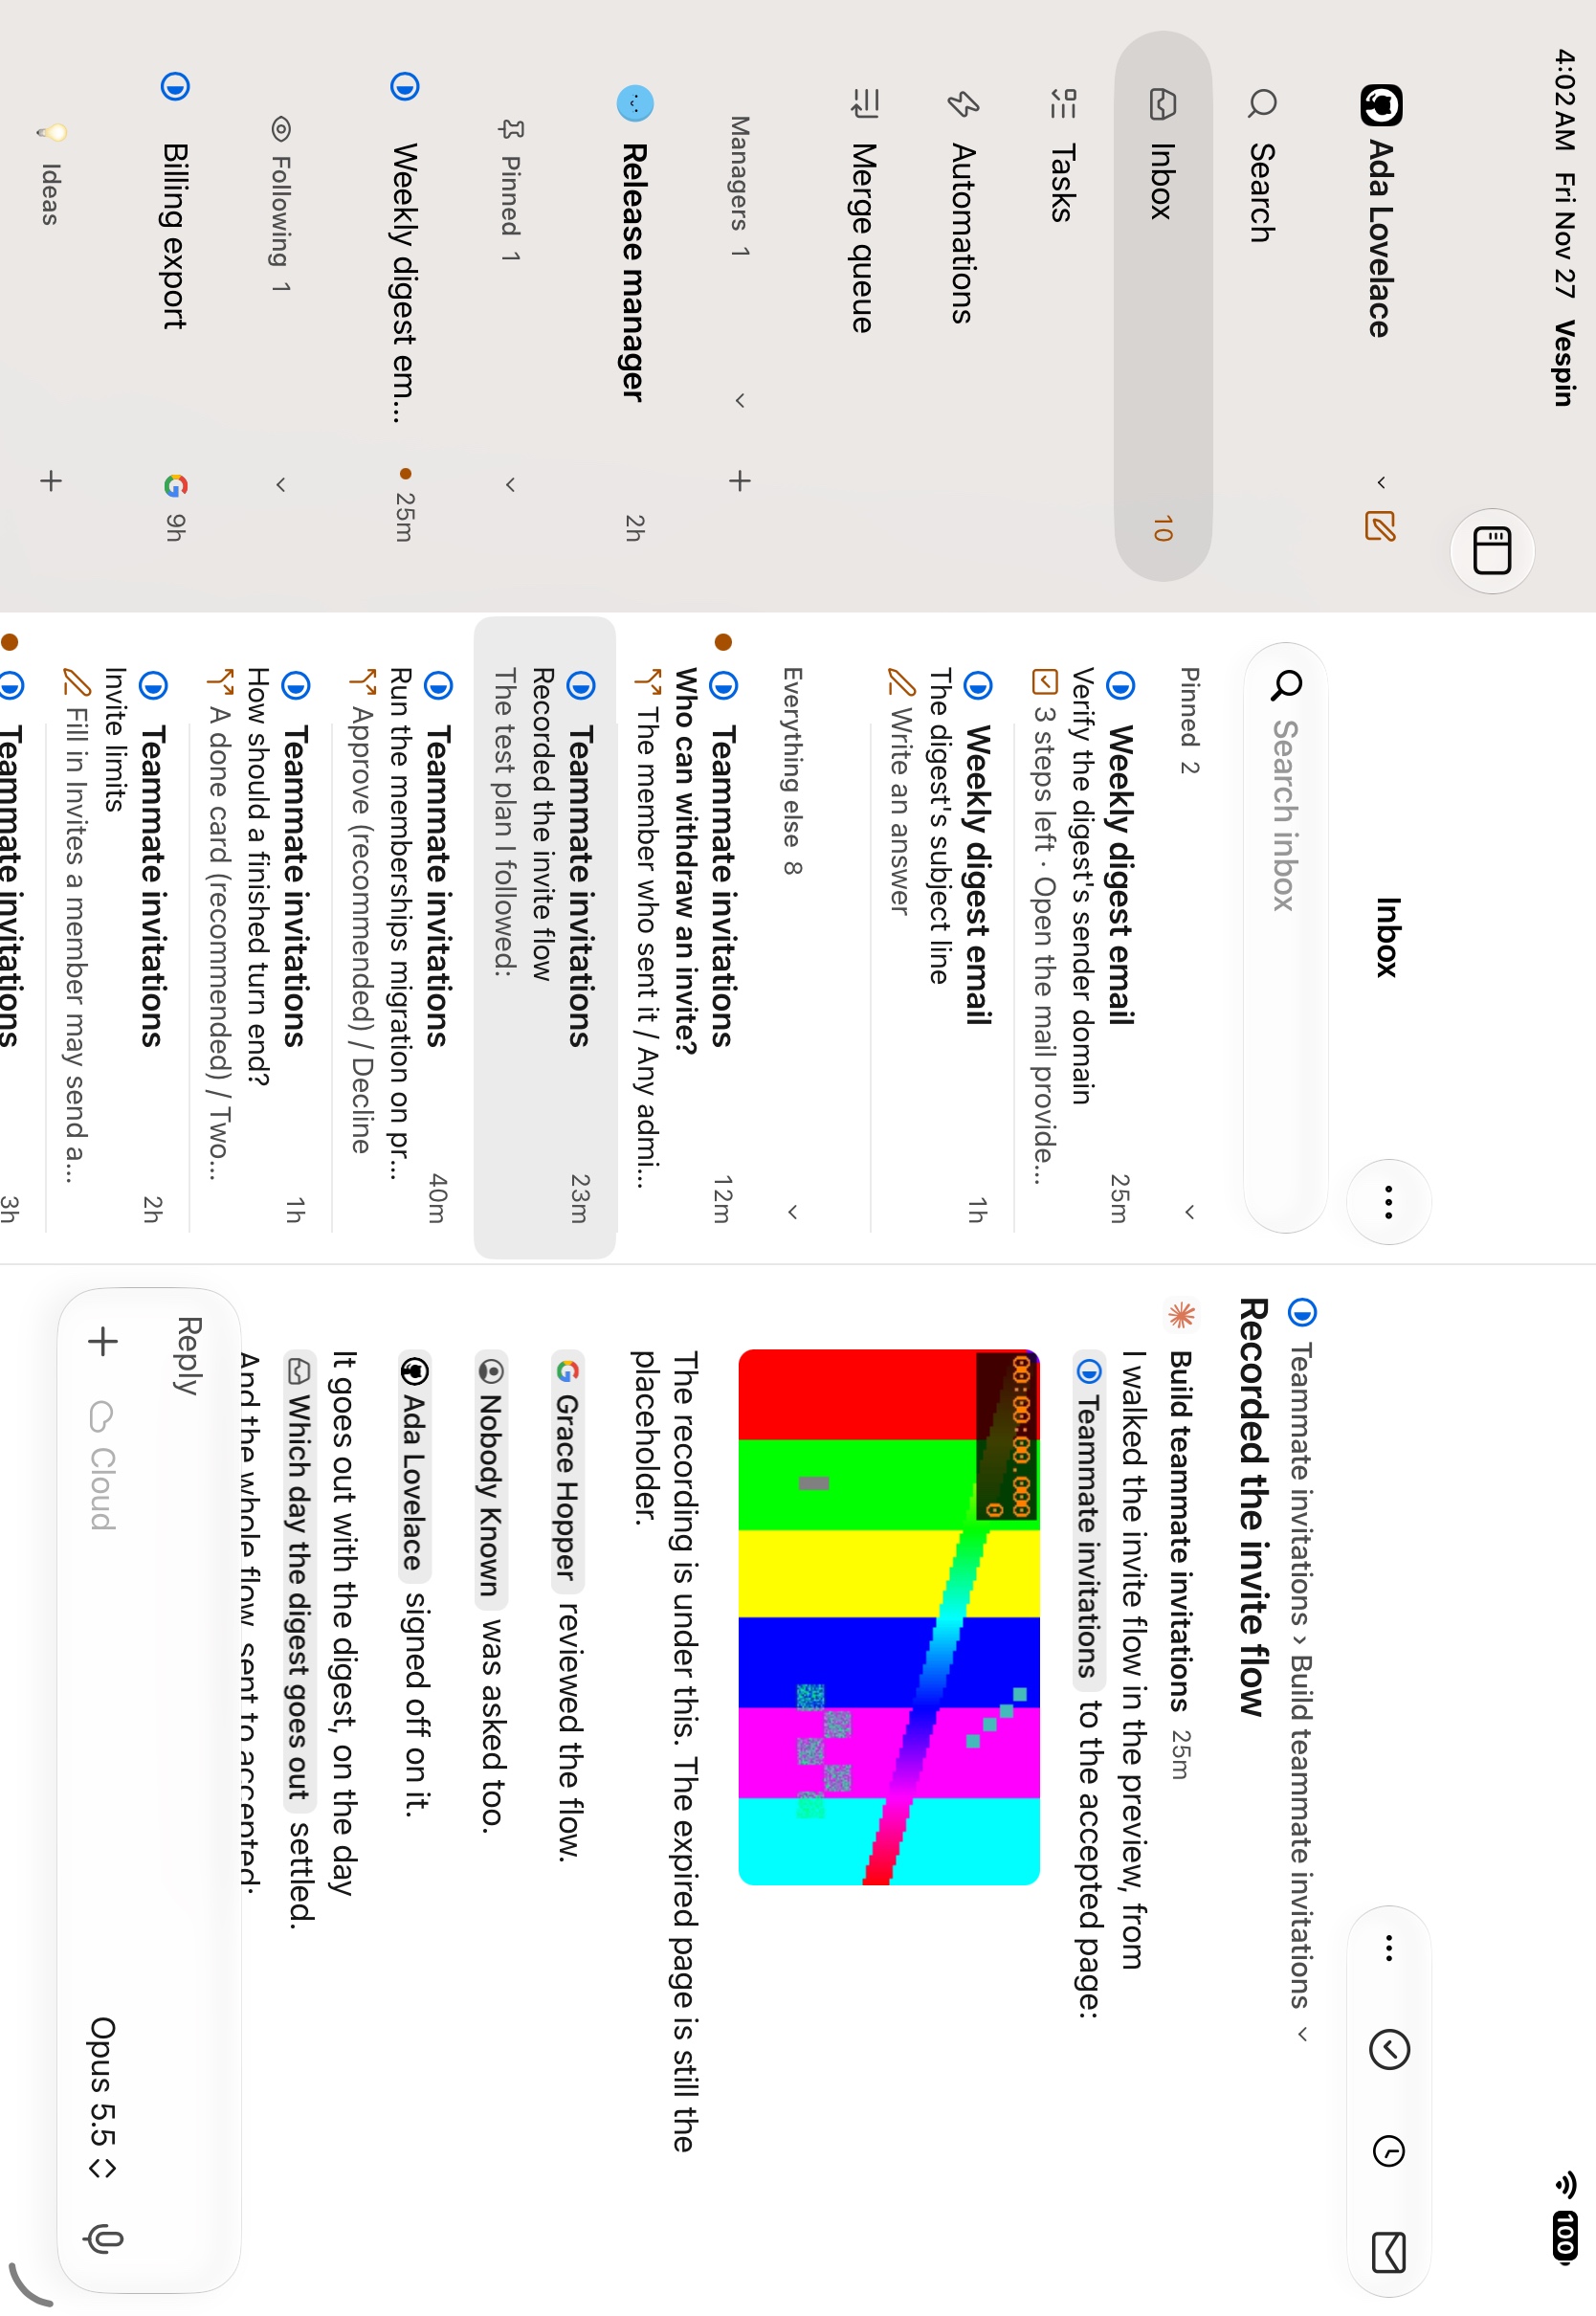 4:02 AM Fri Nov 27 Vespin
100
Ada Lovelace
Search
Inbox 10
Tasks
Automations
Merge queue
Managers 1
Release manager 2h
Pinned 1
Weekly digest em... 25m
Following 1
Billing export 9h
Ideas
Inbox
Search inbox
Pinned 2
Weekly digest email 25m
Verify the digest's sender domain
3 steps left · Open the mail provide...
Weekly digest email 1h
The digest's subject line
Write an answer
Everything else 8
Teammate invitations 12m
Who can withdraw an invite?
The member who sent it / Any admi...
Teammate invitations 23m
Recorded the invite flow
The test plan I followed:
Teammate invitations 40m
Run the memberships migration on pr...
Approve (recommended) / Decline
Teammate invitations 1h
How should a finished turn end?
A done card (recommended) / Two...
Teammate invitations 2h
Invite limits
Fill in Invites a member may send a...
Teammate invitations 3h
Teammate invitations › Build teammate invitations
Recorded the invite flow
Build teammate invitations 25m
I walked the invite flow in the preview, from
Teammate invitations to the accepted page:
00:00:00.000
0
The recording is under this. The expired page is still the
placeholder.
Grace Hopper reviewed the flow.
Nobody Known was asked too.
Ada Lovelace signed off on it.
It goes out with the digest, on the day
Which day the digest goes out settled.
And the whole flow, sent to accepted:
Reply
Cloud
Opus 5.5